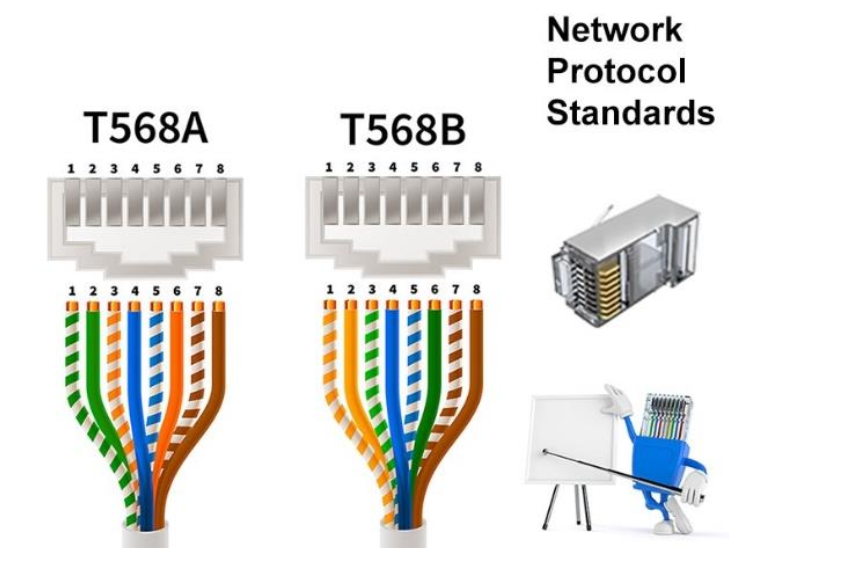 Network
Protocol
Standards
T568A
T568B
1 2 3 4 5 6 7 8
1 2 3 4 5 6 7 8
1 2 3 4 5 6 7 8
1 2 3 4 5 6 7 8